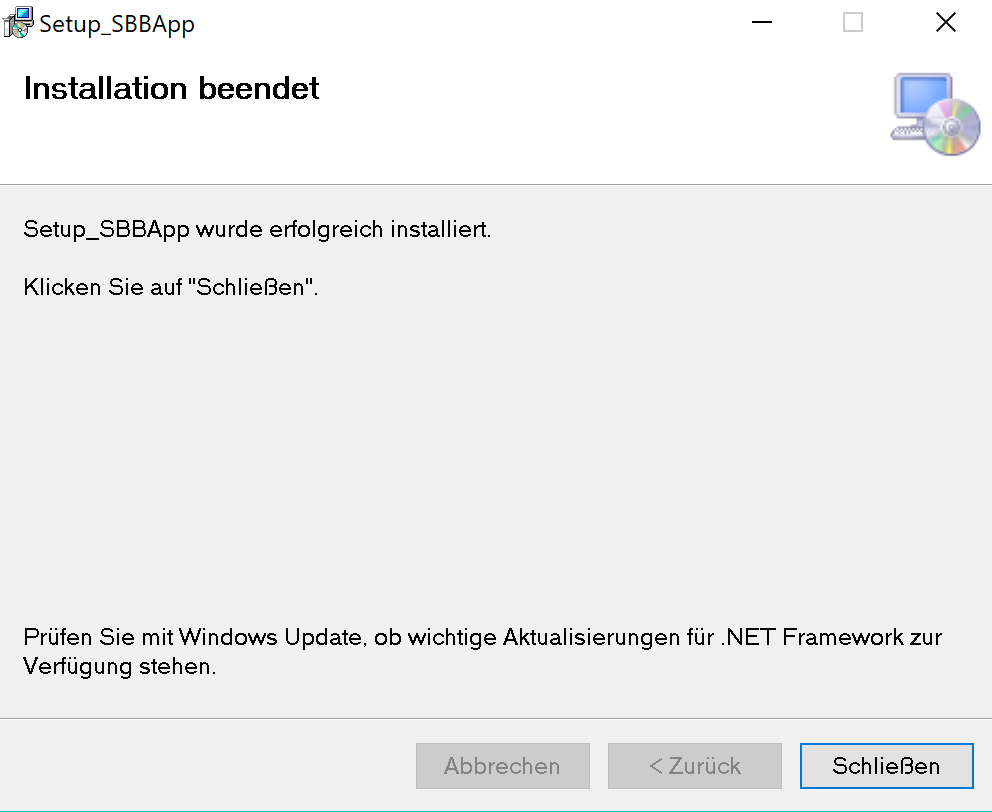 Setup_SBBApp
Installation beendet
Setup_SBBApp wurde erfolgreich installiert.
Klicken Sie auf "Schließen".
Prüfen Sie mit Windows Update, ob wichtige Aktualisierungen für .NET Framework zur
Verfügung stehen.
Abbrechen
< Zurück
Schließen